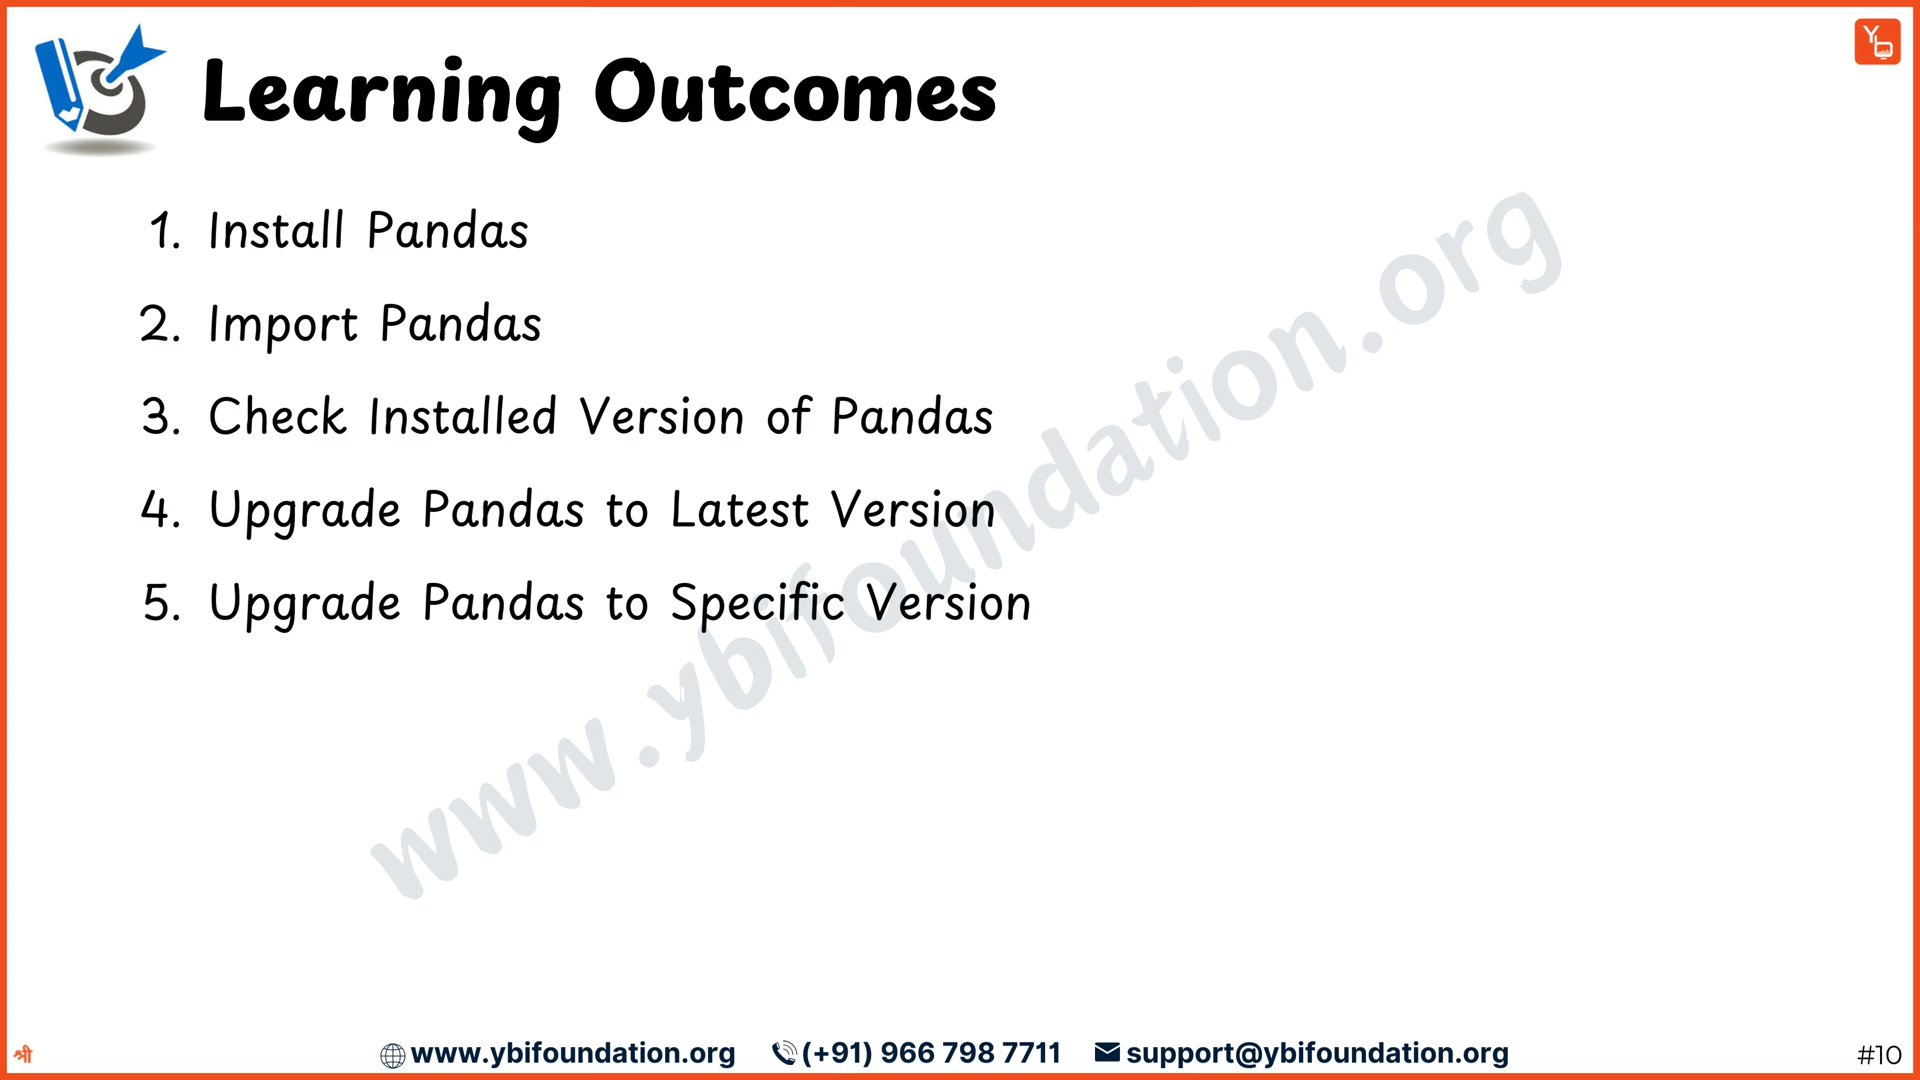 Learning Outcomes
1. Install Pandas
2. Import Pandas
3. Check Installed Version of Pandas
4. Upgrade Pandas to Latest Version
5. Upgrade Pandas to Specific Version
www.ybifoundation.org
श्री
www.ybifoundation.org (+91) 966 798 7711 support@ybifoundation.org
#10